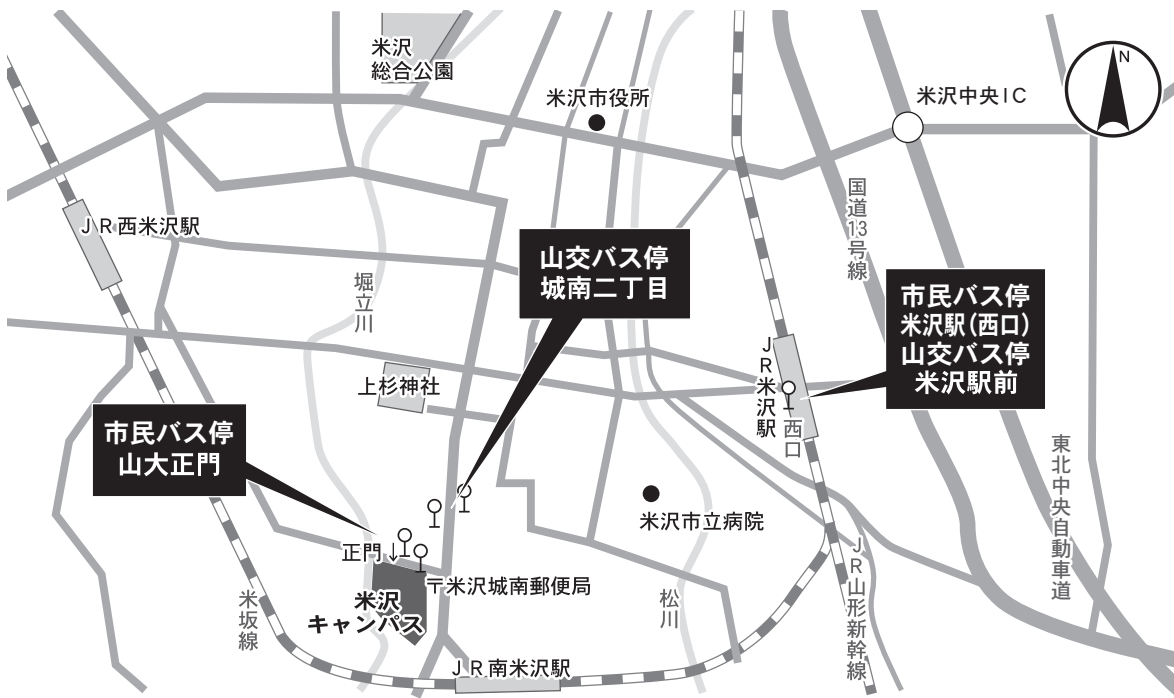 米沢
総合公園
米沢市役所
米沢中央IC
N
国道13号線
JR西米沢駅
堀立川
山交バス停
城南二丁目
市民バス停
米沢駅(西口)
山交バス停
米沢駅前
JR米沢駅
西口
上杉神社
市民バス停
山大正門
東北中央自動車道
米沢市立病院
正門↓
〒米沢城南郵便局
米沢
キャンパス
米坂線
松川
JR山形新幹線
JR南米沢駅